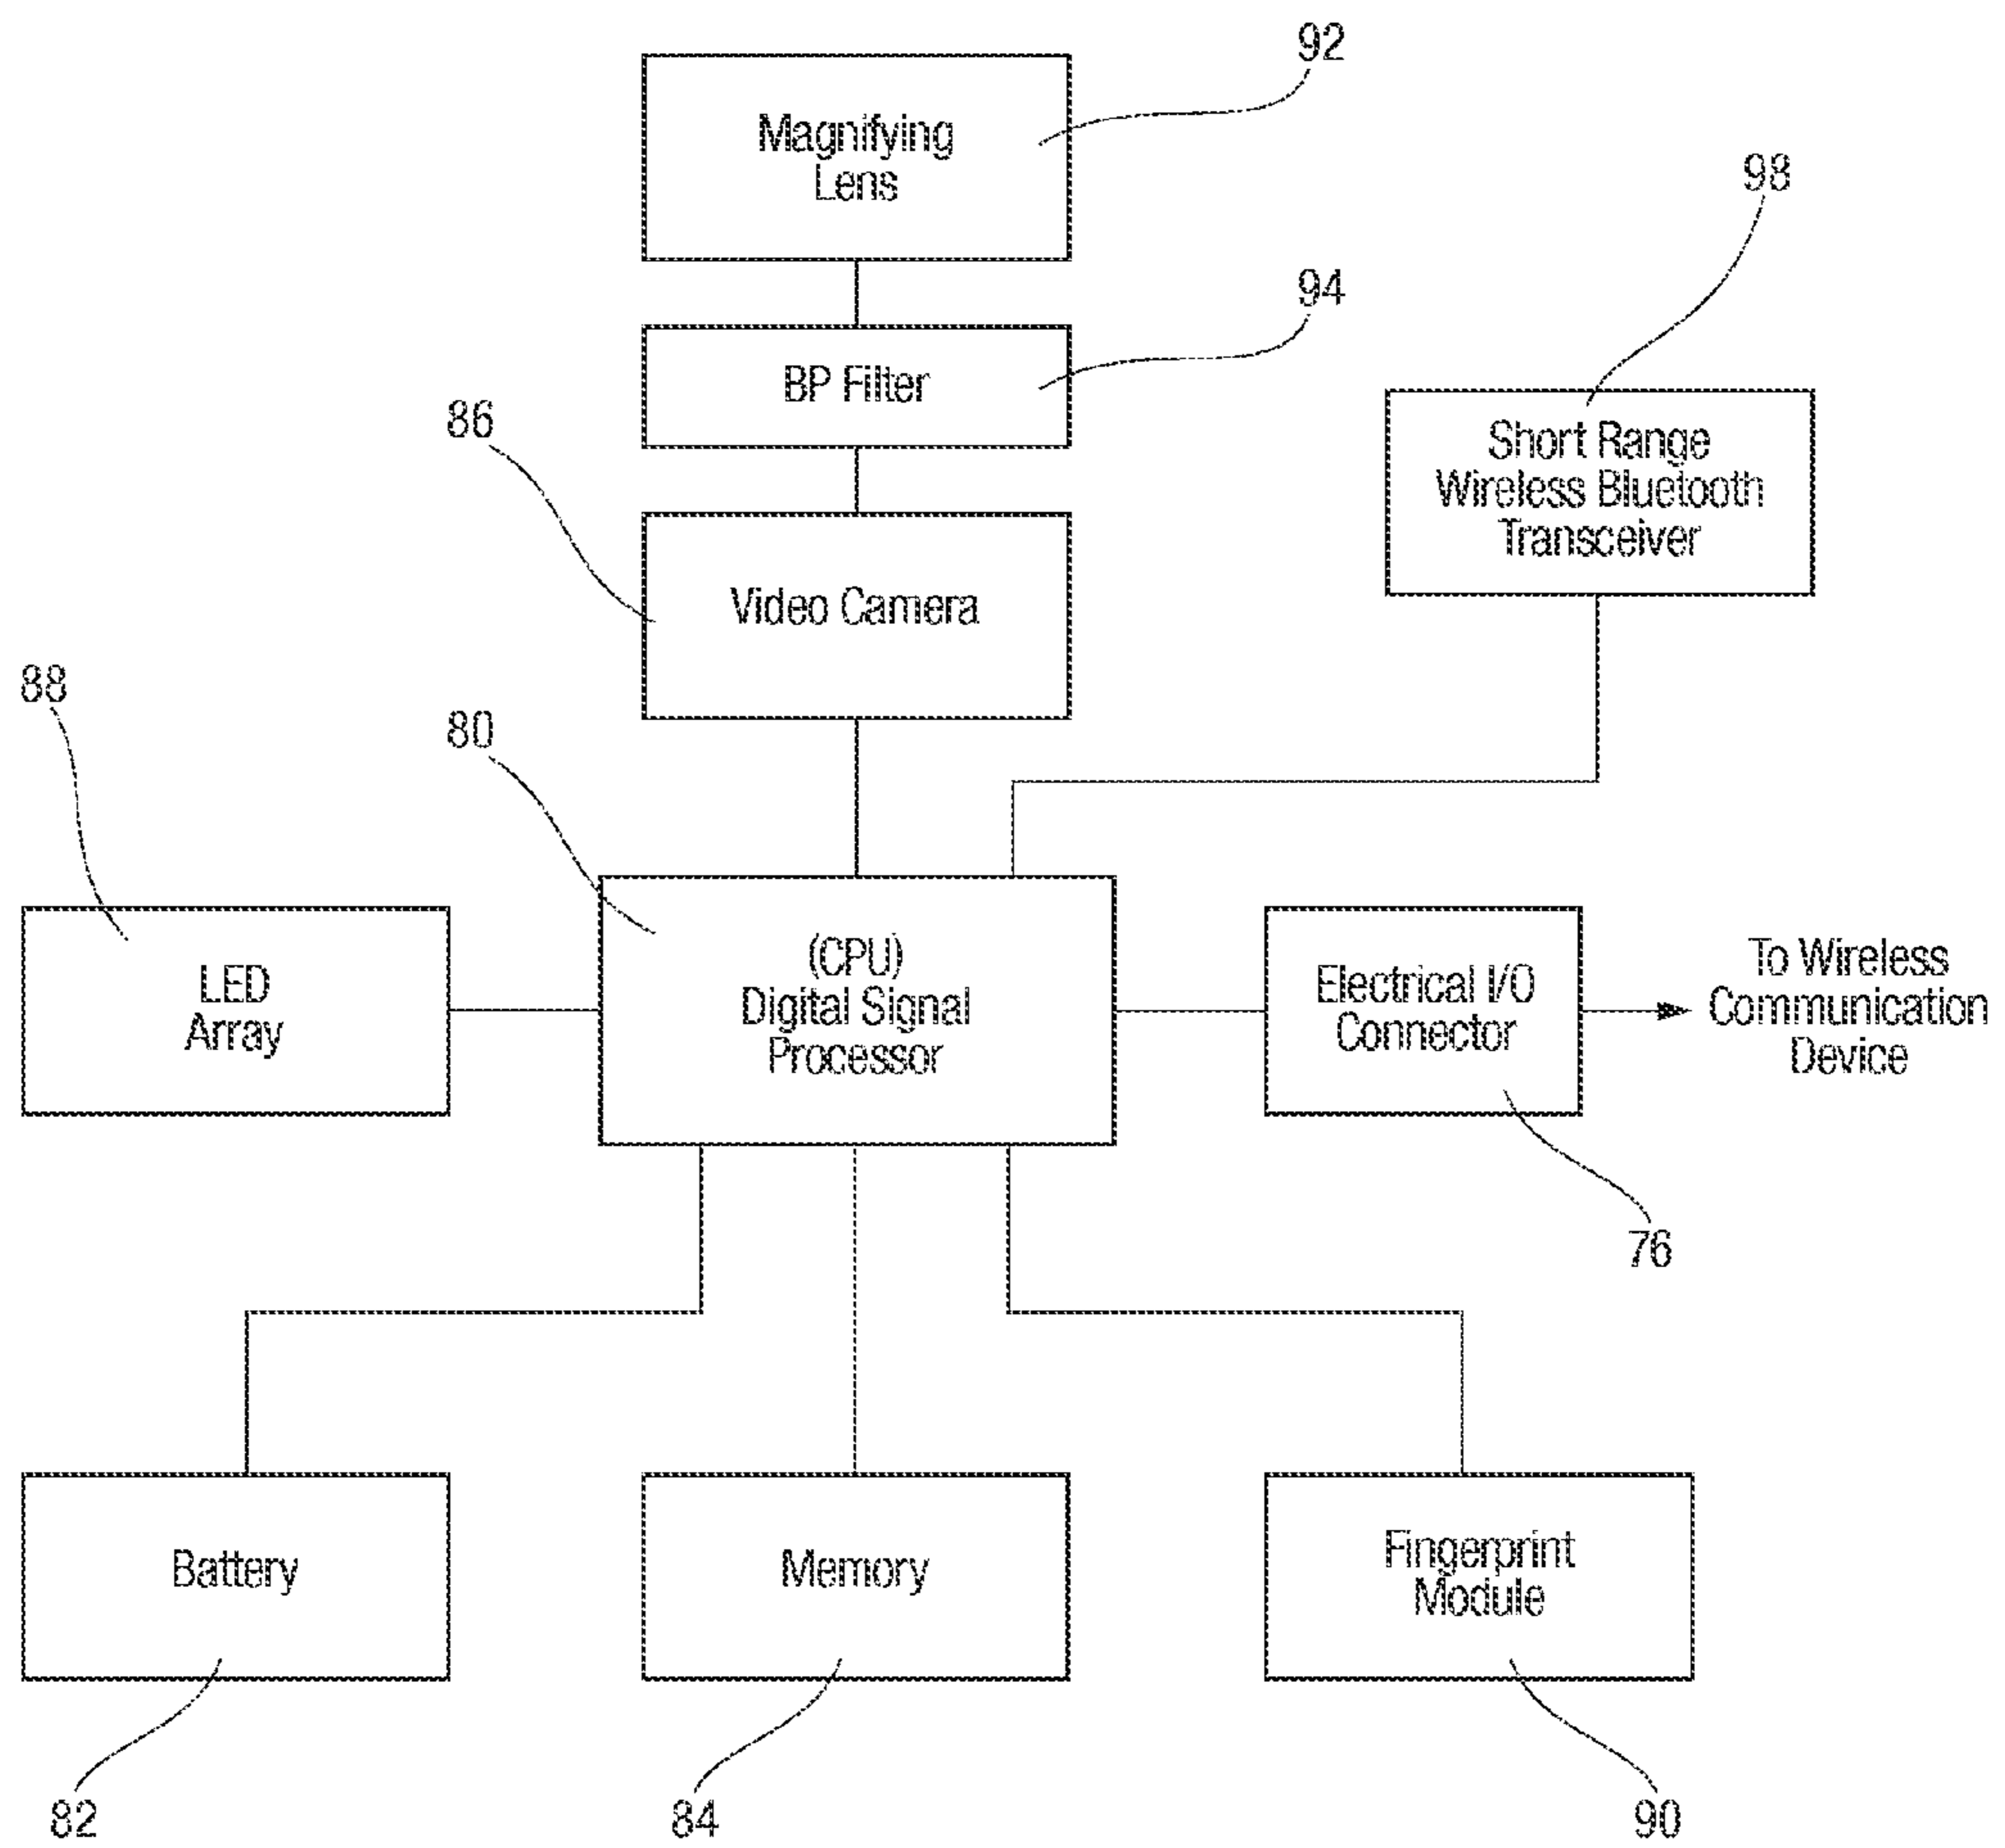 92
Magnifying
Lens
98
94
BP Filter
86
Short Range
Wireless Bluetooth
Transceiver
Video Camera
88
80
LED
Array
(CPU)
Digital Signal
Processor
Electrical I/O
Connector
To Wireless
Communication
Device
76
Battery
Memory
Fingerprint
Module
82
84
90